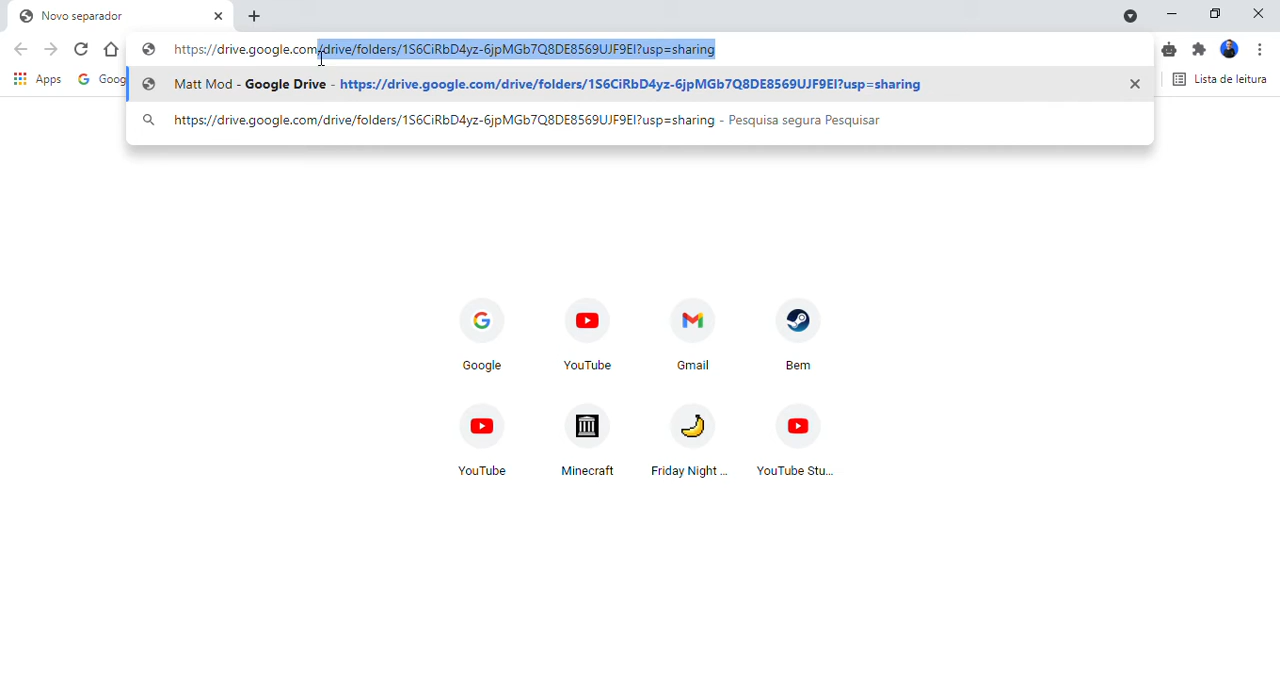 Novo separador
https://drive.google.com/drive/folders/1S6CiRbD4yz-6jpMGb7Q8DE8569UJF9EI?usp=sharing
Apps
Goog
Matt Mod - Google Drive - https://drive.google.com/drive/folders/1S6CiRbD4yz-6jpMGb7Q8DE8569UJF9EI?usp=sharing
Lista de leitura
https://drive.google.com/drive/folders/1S6CiRbD4yz-6jpMGb7Q8DE8569UJF9EI?usp=sharing - Pesquisa segura Pesquisar
Google YouTube Gmail Bem
YouTube Minecraft Friday Night ... YouTube Stu...